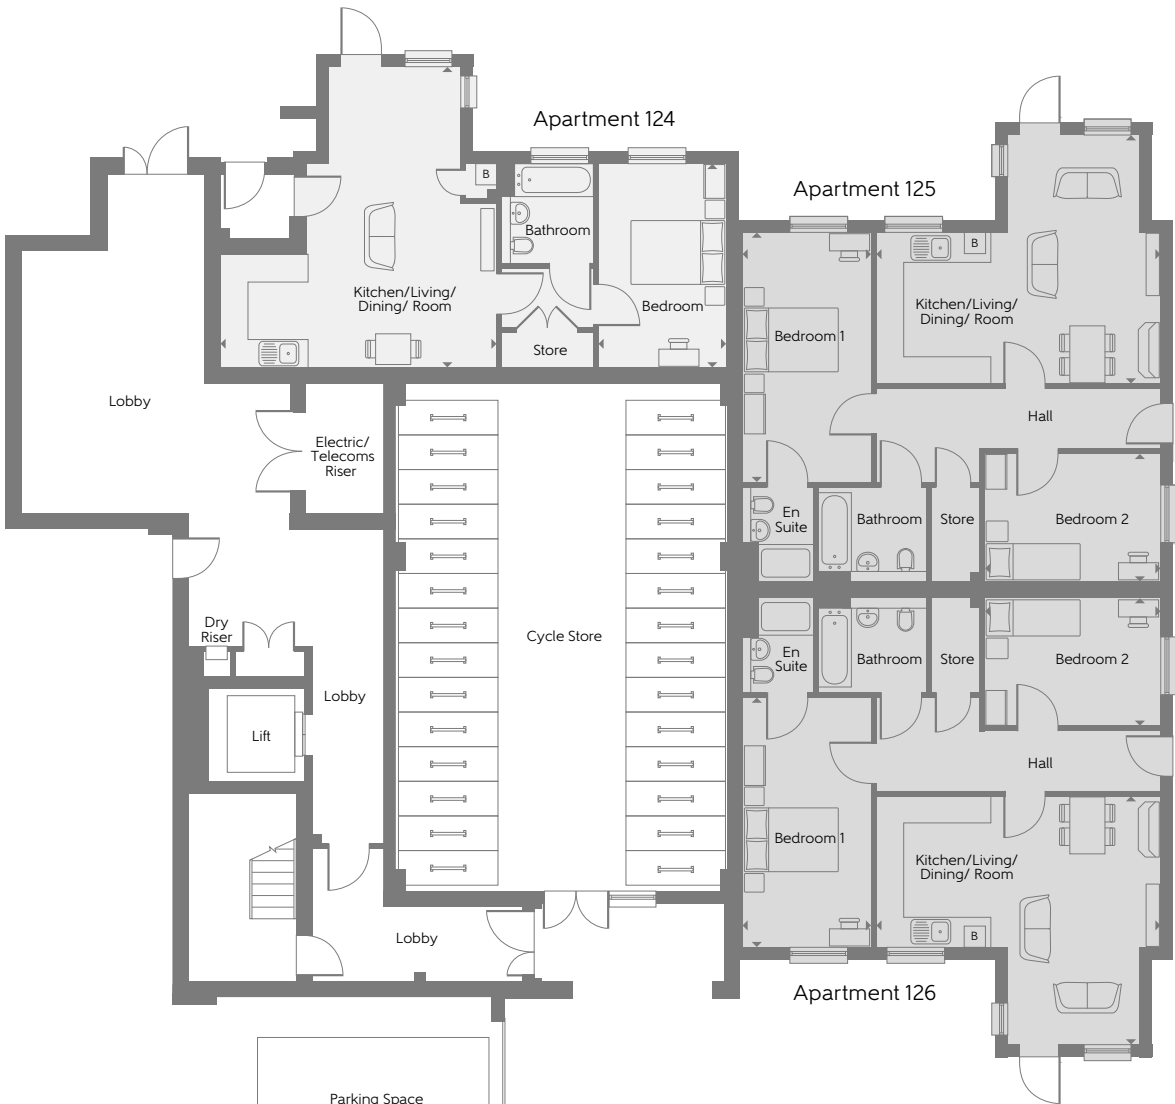 Apartment 124
B
Bathroom
Kitchen/Living/
Dining/ Room
Bedroom
Store
Apartment 125
B
Kitchen/Living/
Dining/ Room
Bedroom 1
Hall
En
Suite
Bathroom
Store
Bedroom 2
Lobby
Electric/
Telecoms
Riser
Cycle Store
Dry
Riser
Lobby
Lift
Lobby
En
Suite
Bathroom
Store
Bedroom 2
Hall
Bedroom 1
Kitchen/Living/
Dining/ Room
B
Apartment 126
Parking Space